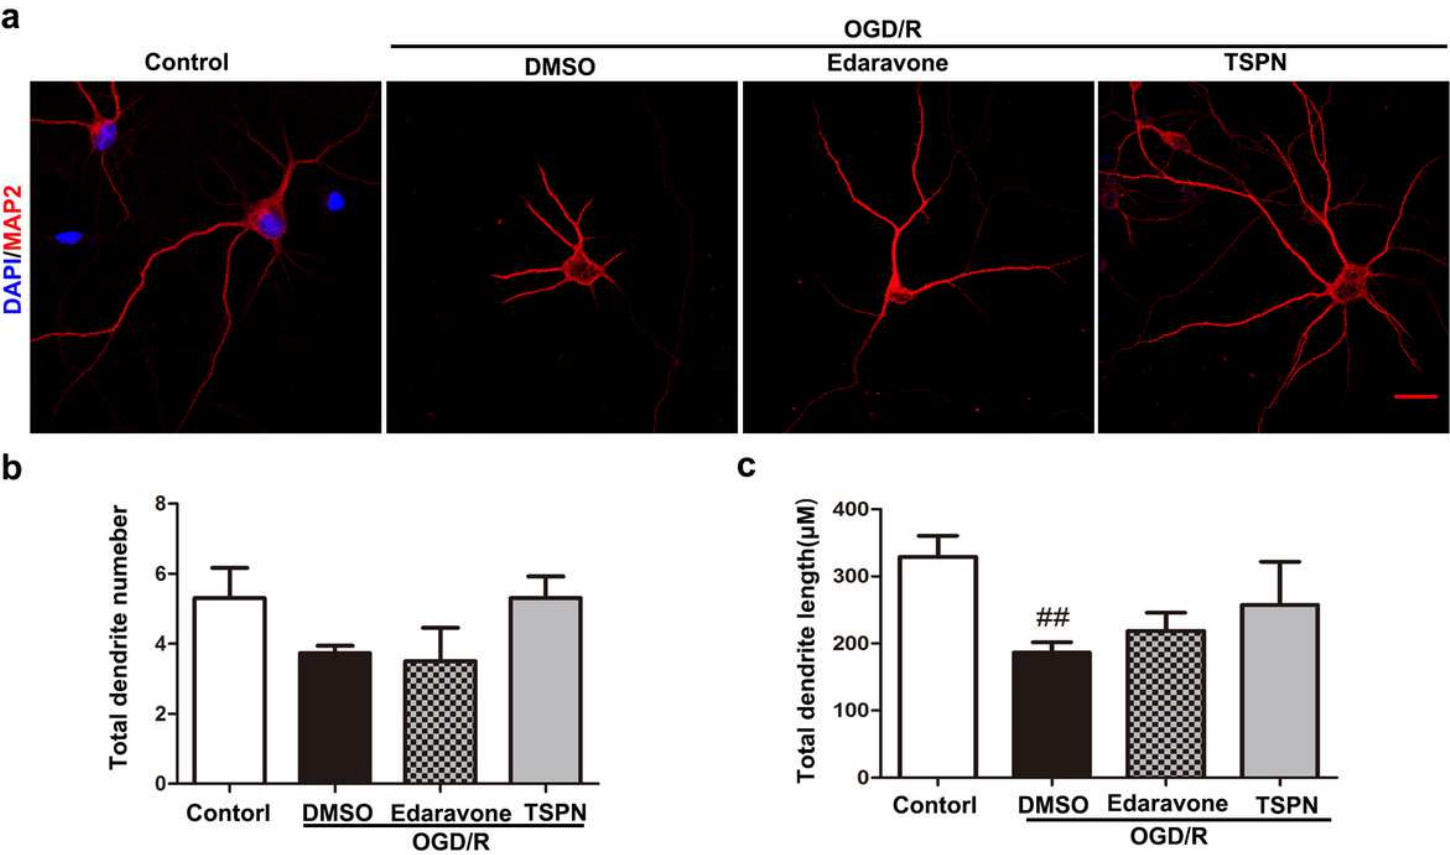 a
OGD/R
Control
DMSO
Edaravone
TSPN
DAPI/MAP2
b
Total dendrite numeber
8
6
4
2
0
Contorl
DMSO
Edaravone
TSPN
OGD/R
c
Total dendrite length(μM)
400
300
200
100
0
##
Contorl
DMSO
Edaravone
TSPN
OGD/R